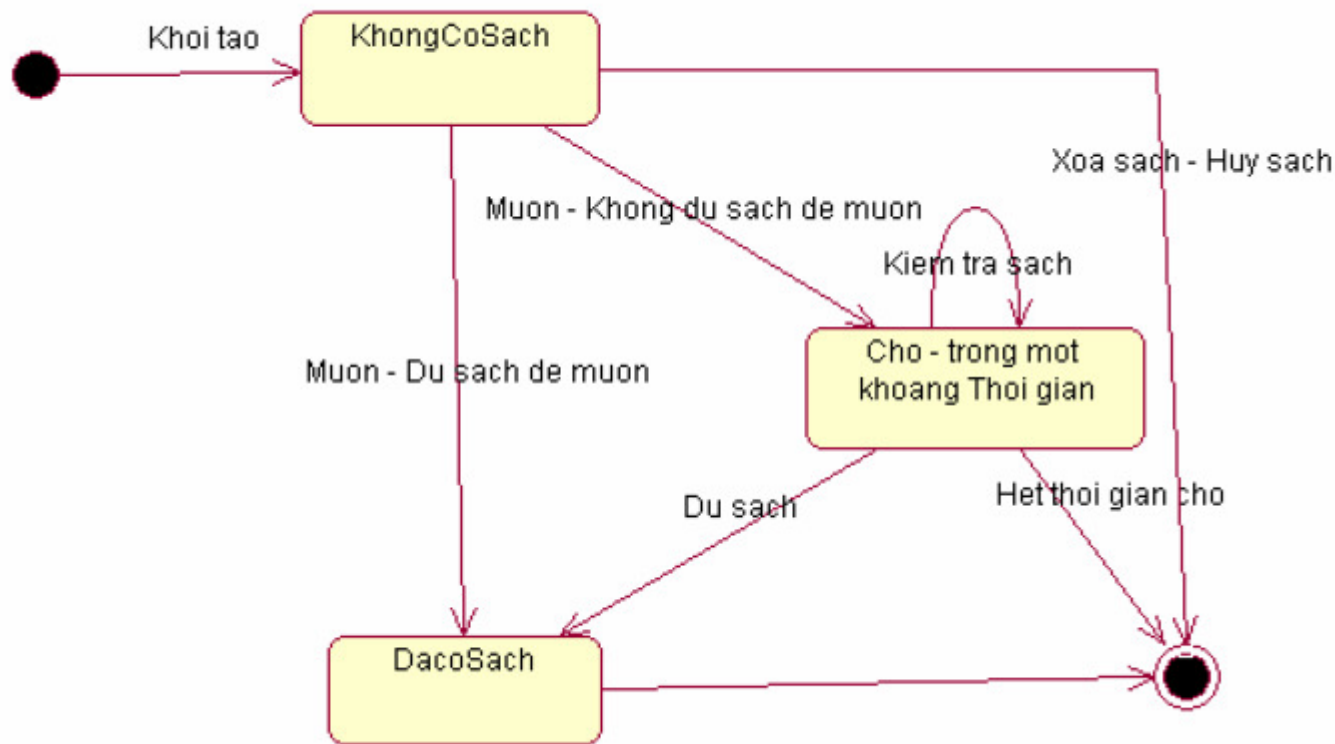 Khoi tao
KhongCoSach
Xoa sach - Huy sach
Muon - Khong du sach de muon
Kiem tra sach
Muon - Du sach de muon
Cho - trong mot
khoang Thoi gian
Du sach
Het thoi gian cho
DacoSach